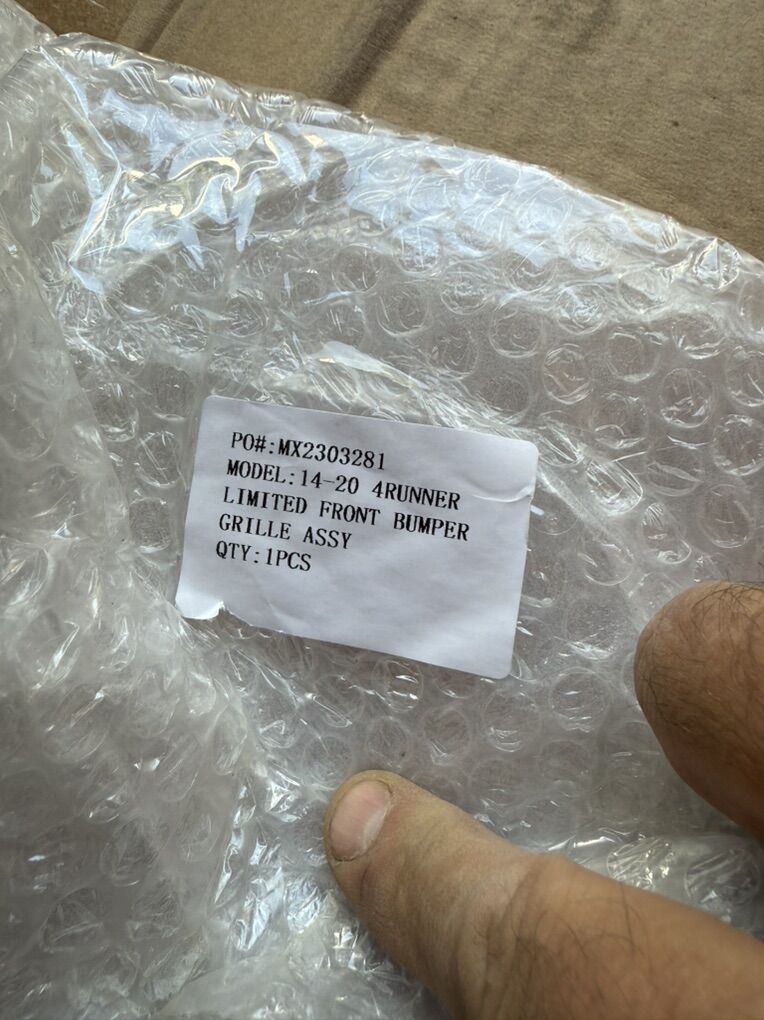 PO#:MX2303281
MODEL:14-20 4RUNNER
LIMITED FRONT BUMPER
GRILLE ASSY
QTY:1PCS